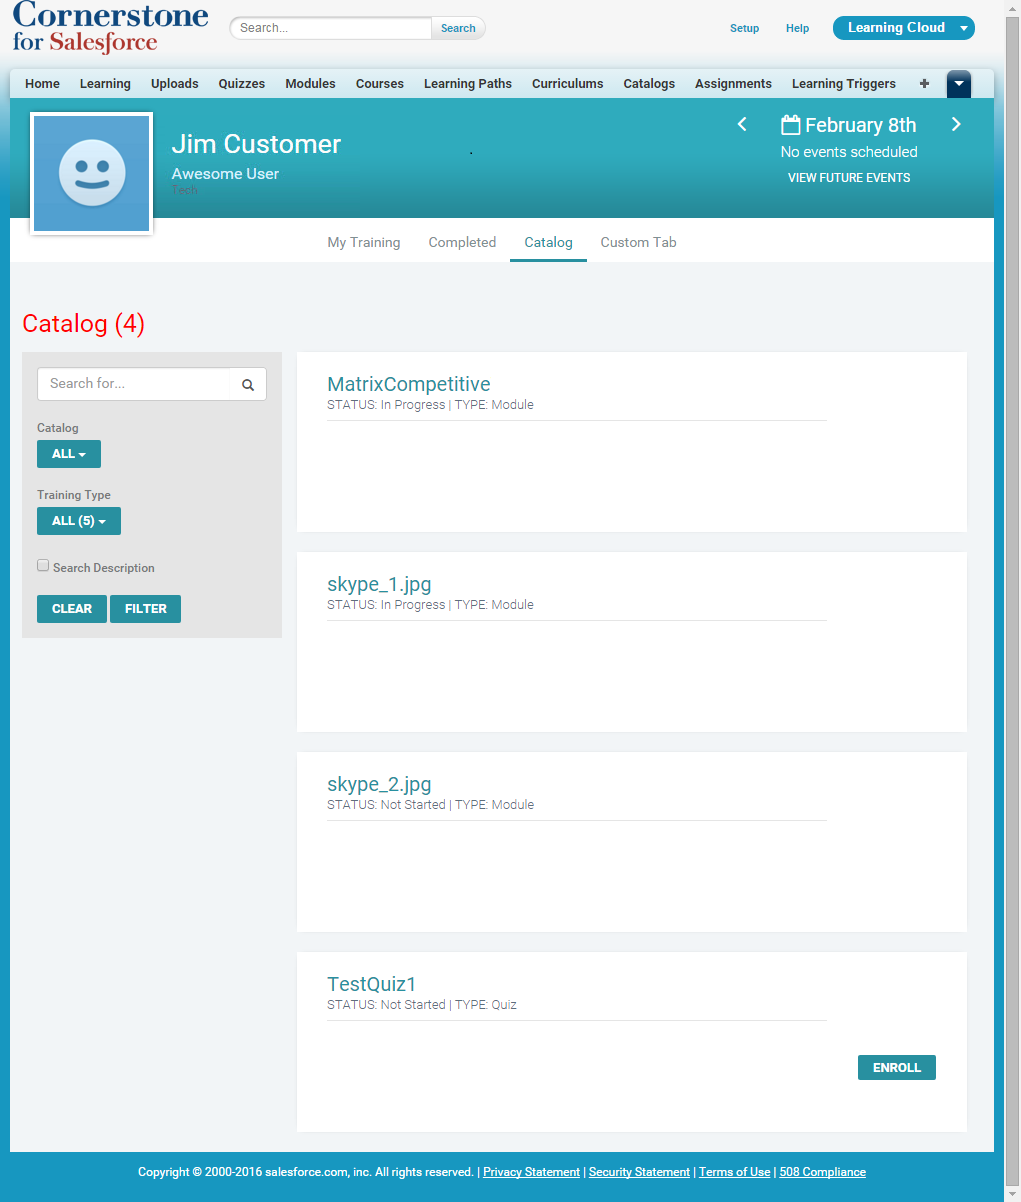 Cornerstone
for Salesforce
Search...
Search
Setup
Help
Learning Cloud
Home Learning Uploads Quizzes Modules Courses Learning Paths Curriculums Catalogs Assignments Learning Triggers +
Jim Customer
Awesome User
Tech
February 8th
No events scheduled
VIEW FUTURE EVENTS
My Training Completed Catalog Custom Tab
Catalog (4)
Search for...
Catalog
ALL
Training Type
ALL (5)
Search Description
CLEAR FILTER
MatrixCompetitive
STATUS: In Progress | TYPE: Module
skype_1.jpg
STATUS: In Progress | TYPE: Module
skype_2.jpg
STATUS: Not Started | TYPE: Module
TestQuiz1
STATUS: Not Started | TYPE: Quiz
ENROLL
Copyright © 2000-2016 salesforce.com, inc. All rights reserved. | Privacy Statement | Security Statement | Terms of Use | 508 Compliance